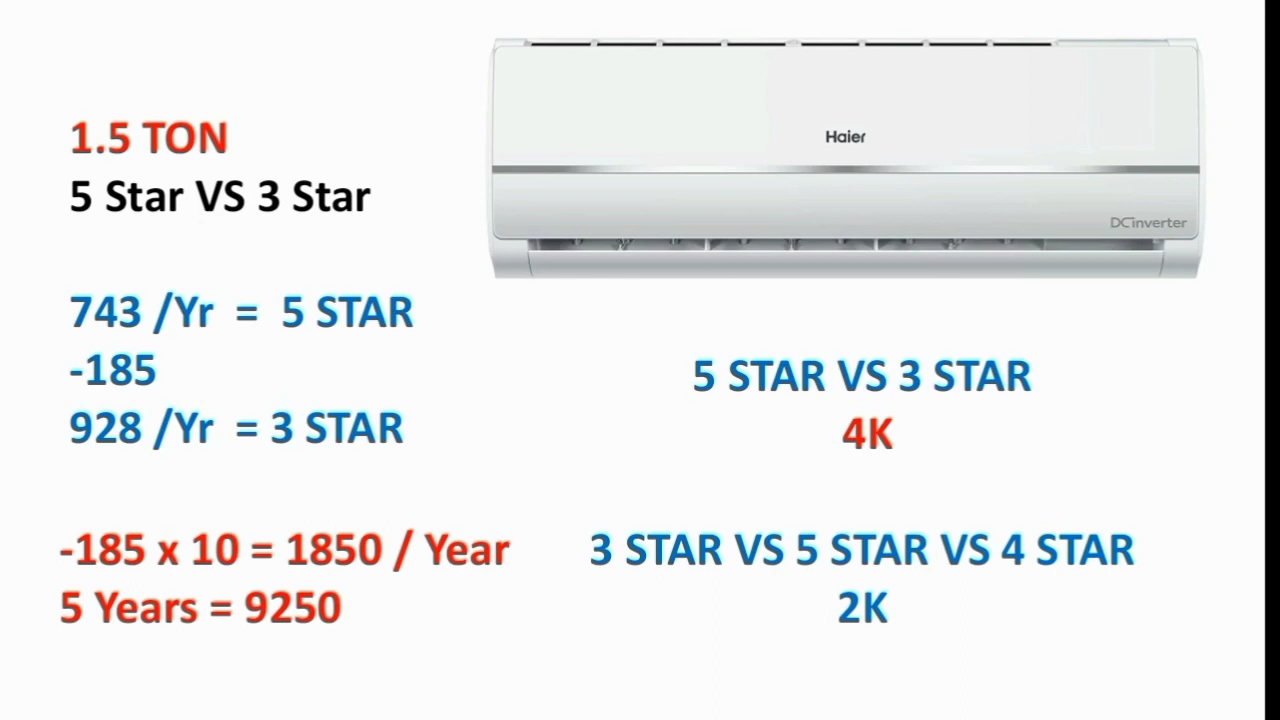 Haier
DC inverter
1.5 TON
5 Star VS 3 Star
743 /Yr = 5 STAR
-185
928 /Yr = 3 STAR
5 STAR VS 3 STAR
4K
-185 x 10 = 1850 / Year
5 Years = 9250
3 STAR VS 5 STAR VS 4 STAR
2K